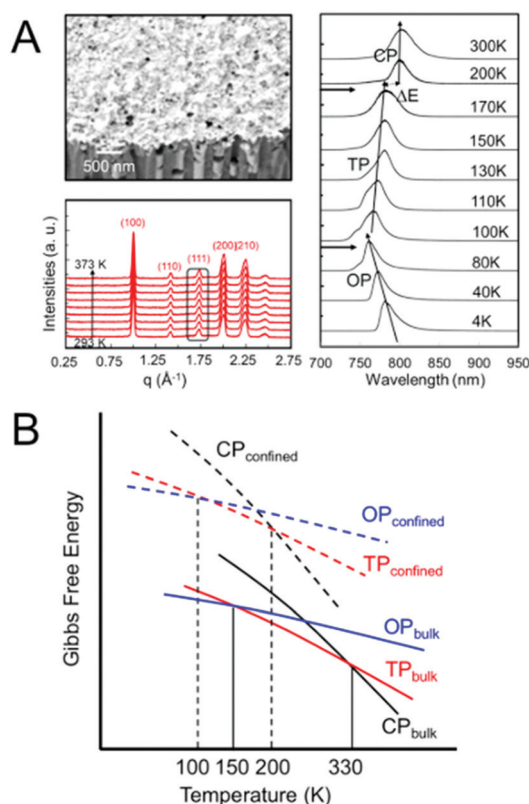 A
500 nm
Intensities (a. u.)
(100)
(110)
(111)
(200)
(210)
373 K
293 K
0.25 0.75 1.25 1.75 2.25 2.75
q (Å⁻¹)
CP
ΔE
TP
OP
300K
200K
170K
150K
130K
110K
100K
80K
40K
4K
700 750 800 850 900 950
Wavelength (nm)
B
Gibbs Free Energy
CPconfined
OPconfined
TPconfined
OPbulk
TPbulk
CPbulk
100 150 200 330
Temperature (K)